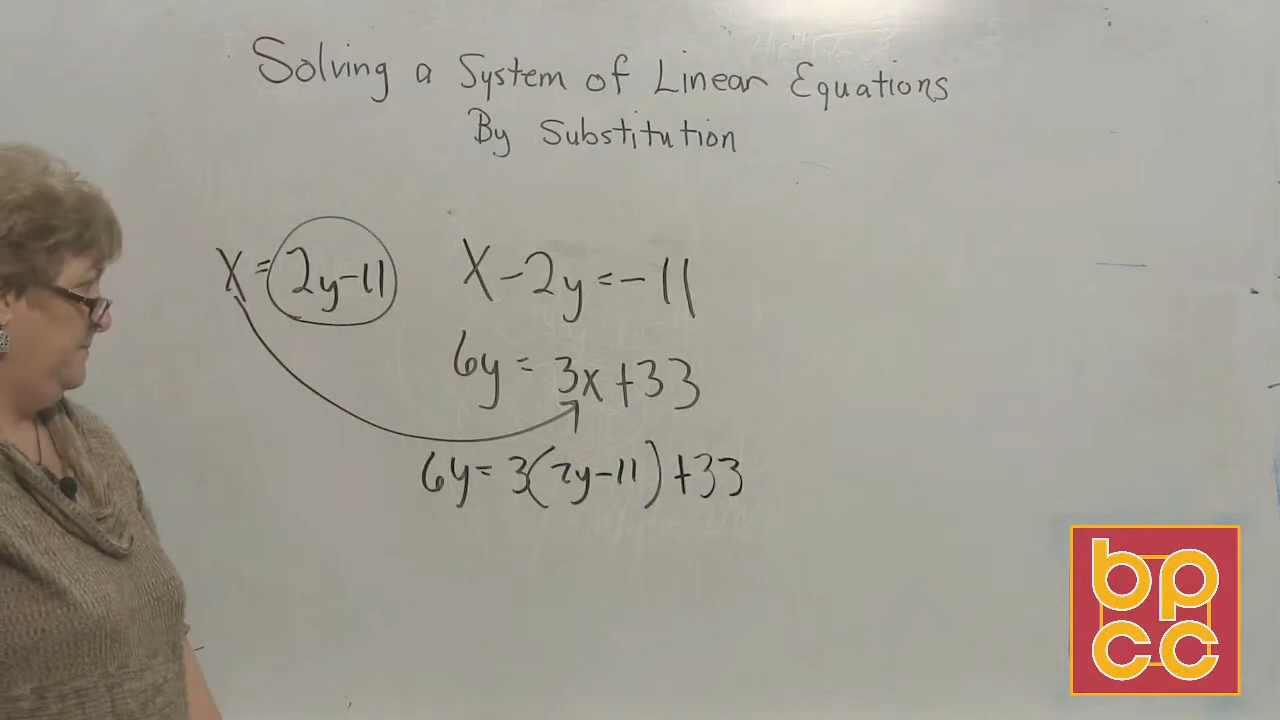 Solving a System of Linear Equations
By Substitution
x = 2y-11
x - 2y = -11
6y = 3x + 33
6y = 3(2y-11) + 33
bp
cc